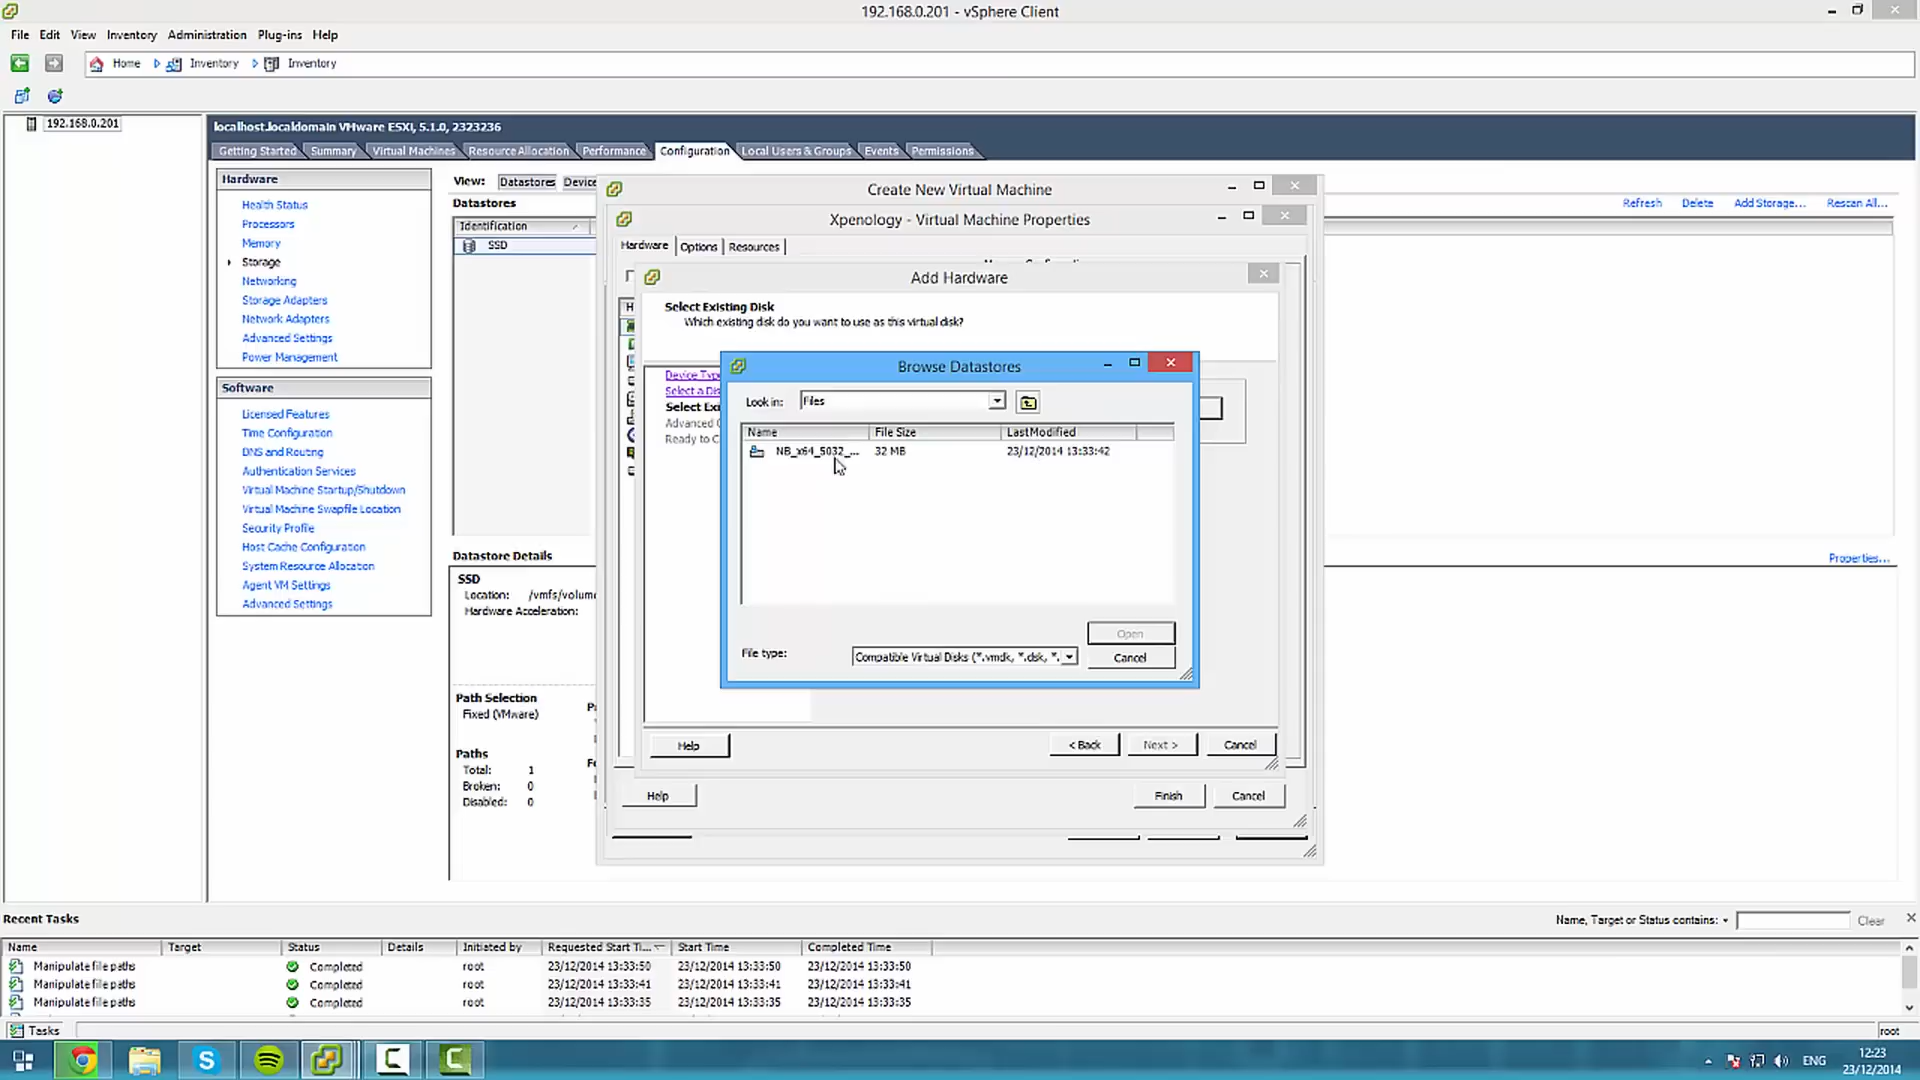 192.168.0.201 - vSphere Client
File Edit View Inventory Administration Plug-ins Help
Home Inventory Inventory
192.168.0.201
localhost.localdomain VMware ESXi, 5.1.0, 2323236
Getting Started Summary Virtual Machines Resource Allocation Performance Configuration Local Users & Groups Events Permissions
Hardware
Health Status
Processors
Memory
Storage
Networking
Storage Adapters
Network Adapters
Advanced Settings
Power Management
Software
Licensed Features
Time Configuration
DNS and Routing
Authentication Services
Virtual Machine Startup/Shutdown
Virtual Machine Swapfile Location
Security Profile
Host Cache Configuration
System Resource Allocation
Agent VM Settings
Advanced Settings
View: Datastores Device
Datastores
Refresh Delete Add Storage... Rescan All...
Identification
SSD
Datastore Details
Properties...
SSD
Location: /vmfs/volume
Hardware Acceleration:
Path Selection
Fixed (VMware)
Paths
Total: 1
Broken: 0
Disabled: 0
Create New Virtual Machine
Xpenology - Virtual Machine Properties
Hardware Options Resources
Add Hardware
Select Existing Disk
Which existing disk do you want to use as this virtual disk?
Device Type
Select a Dis
Select Exi
Advanced O
Ready to C
Browse Datastores
Look in: Files
Name File Size Last Modified
NB_x64_5032_... 32 MB 23/12/2014 13:33:42
Open
File type: Compatible Virtual Disks (*.vmdk, *.dsk, *.
Cancel
Help < Back Next > Cancel
Help Finish Cancel
Recent Tasks
Name, Target or Status contains: Clear
Name Target Status Details Initiated by Requested Start Ti... Start Time Completed Time
Manipulate file paths Completed root 23/12/2014 13:33:50 23/12/2014 13:33:50 23/12/2014 13:33:50
Manipulate file paths Completed root 23/12/2014 13:33:41 23/12/2014 13:33:41 23/12/2014 13:33:41
Manipulate file paths Completed root 23/12/2014 13:33:35 23/12/2014 13:33:35 23/12/2014 13:33:35
Tasks root
ENG 12:23
23/12/2014